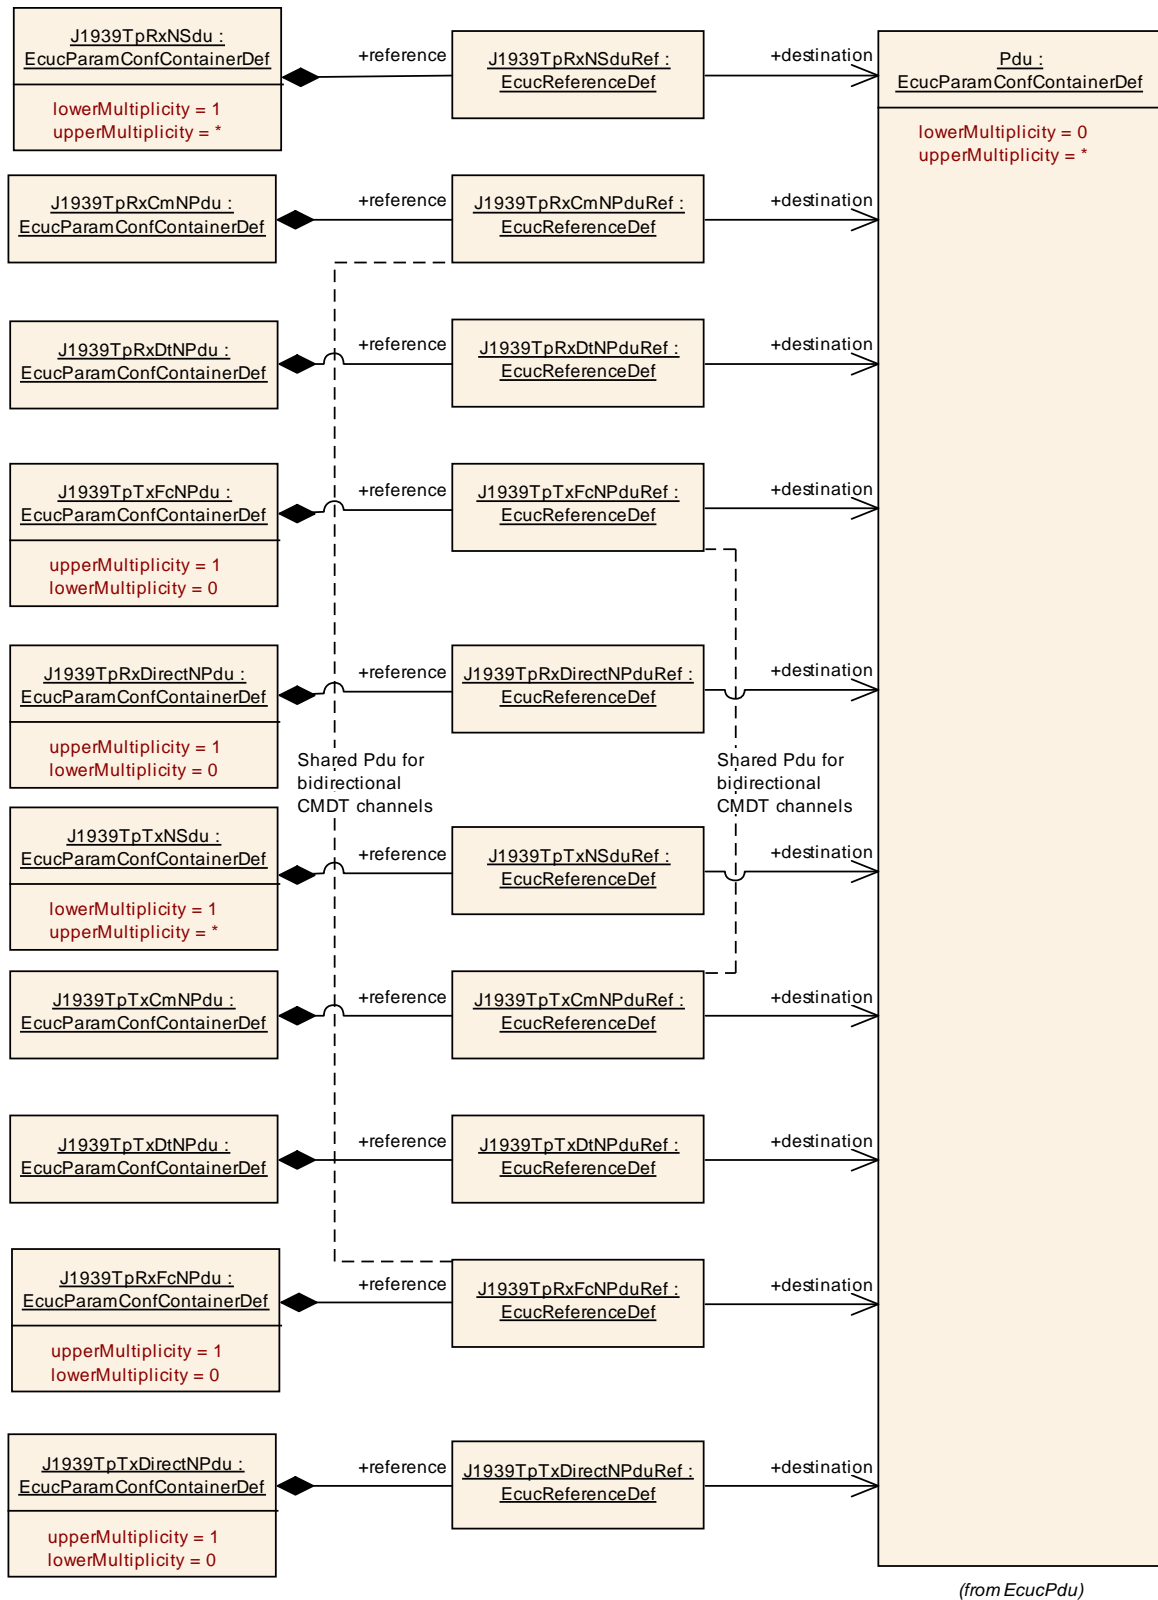 J1939TpRxNSdu :
EcucParamConfContainerDef
lowerMultiplicity = 1
upperMultiplicity = *
+reference
J1939TpRxNSduRef :
EcucReferenceDef
+destination
Pdu :
EcucParamConfContainerDef
lowerMultiplicity = 0
upperMultiplicity = *
J1939TpRxCmNPdu :
EcucParamConfContainerDef
+reference
J1939TpRxCmNPduRef :
EcucReferenceDef
+destination
J1939TpRxDtNPdu :
EcucParamConfContainerDef
+reference
J1939TpRxDtNPduRef :
EcucReferenceDef
+destination
J1939TpTxFcNPdu :
EcucParamConfContainerDef
upperMultiplicity = 1
lowerMultiplicity = 0
+reference
J1939TpTxFcNPduRef :
EcucReferenceDef
+destination
J1939TpRxDirectNPdu :
EcucParamConfContainerDef
upperMultiplicity = 1
lowerMultiplicity = 0
+reference
J1939TpRxDirectNPduRef :
EcucReferenceDef
+destination
Shared Pdu for
bidirectional
CMDT channels
Shared Pdu for
bidirectional
CMDT channels
J1939TpTxNSdu :
EcucParamConfContainerDef
lowerMultiplicity = 1
upperMultiplicity = *
+reference
J1939TpTxNSduRef :
EcucReferenceDef
+destination
J1939TpTxCmNPdu :
EcucParamConfContainerDef
+reference
J1939TpTxCmNPduRef :
EcucReferenceDef
+destination
J1939TpTxDtNPdu :
EcucParamConfContainerDef
+reference
J1939TpTxDtNPduRef :
EcucReferenceDef
+destination
J1939TpRxFcNPdu :
EcucParamConfContainerDef
upperMultiplicity = 1
lowerMultiplicity = 0
+reference
J1939TpRxFcNPduRef :
EcucReferenceDef
+destination
J1939TpTxDirectNPdu :
EcucParamConfContainerDef
upperMultiplicity = 1
lowerMultiplicity = 0
+reference
J1939TpTxDirectNPduRef :
EcucReferenceDef
+destination
(from EcucPdu)